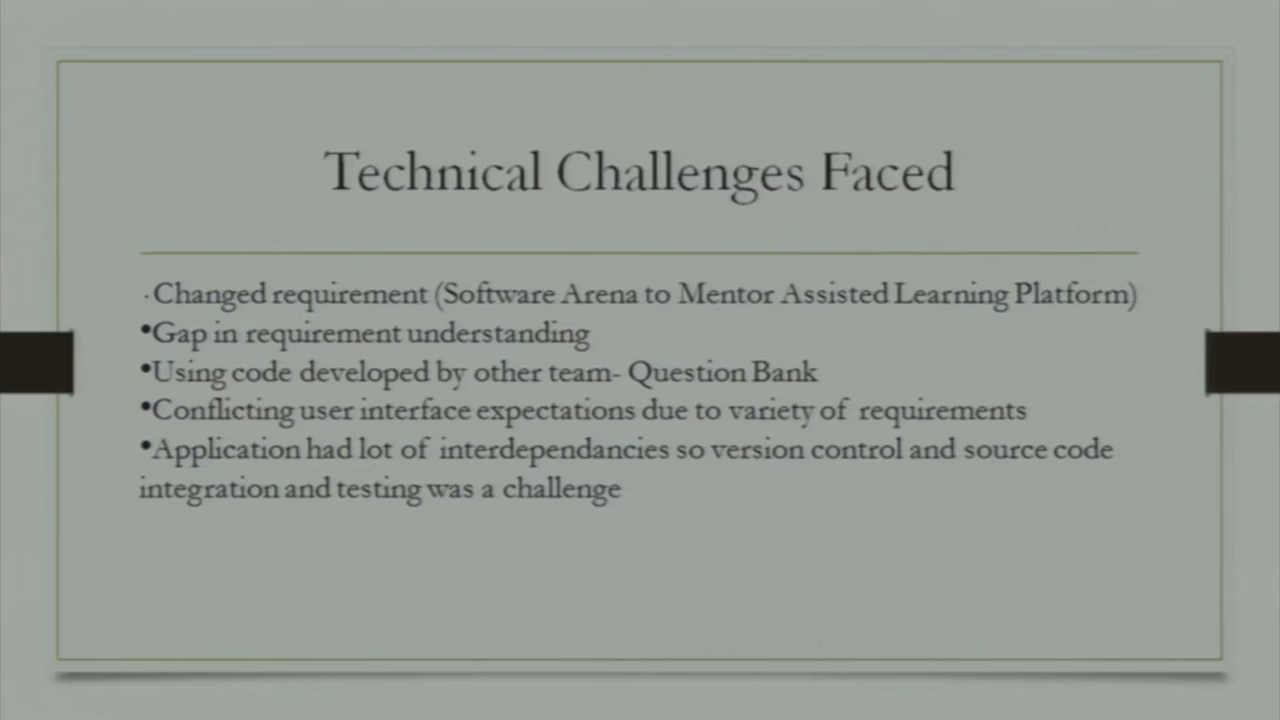 Technical Challenges Faced
·Changed requirement (Software Arena to Mentor Assisted Learning Platform)
•Gap in requirement understanding
•Using code developed by other team- Question Bank
•Conflicting user interface expectations due to variety of requirements
•Application had lot of interdependancies so version control and source code
integration and testing was a challenge